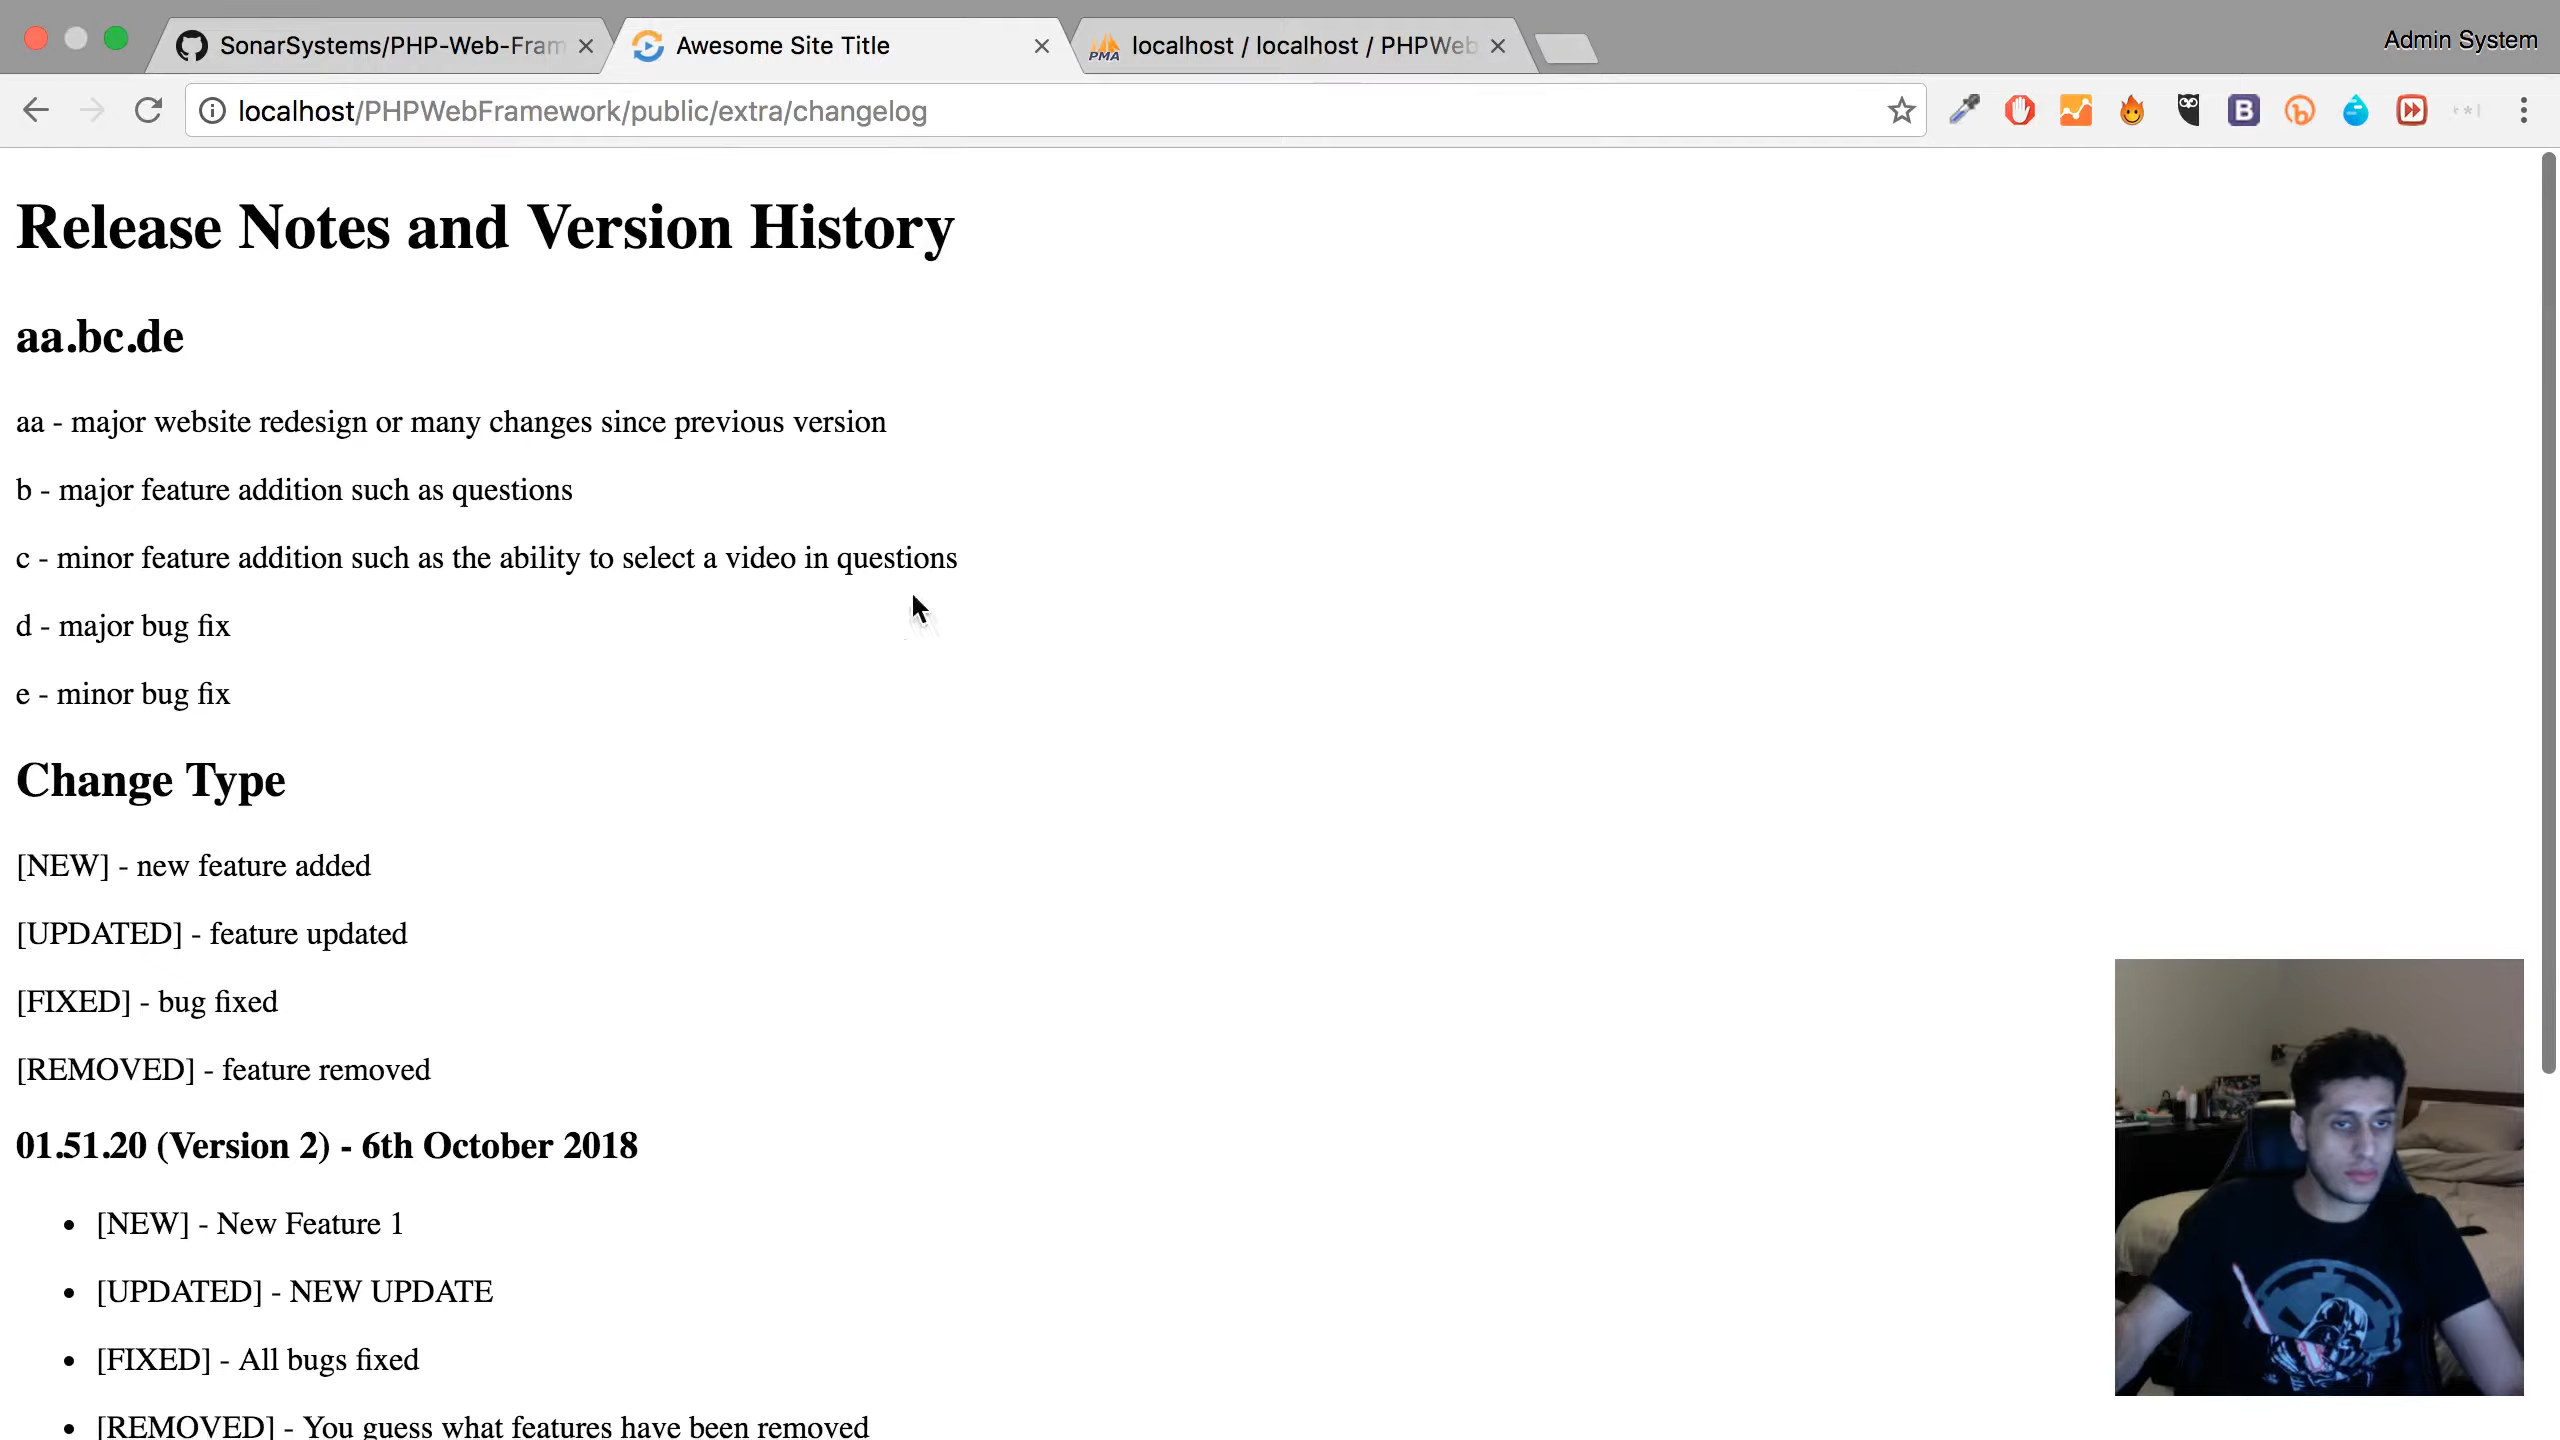 SonarSystems/PHP-Web-Fram
Awesome Site Title
PMA
localhost / localhost / PHPWeb
Admin System
localhost/PHPWebFramework/public/extra/changelog
B
b
Release Notes and Version History
aa.bc.de
aa - major website redesign or many changes since previous version
b - major feature addition such as questions
c - minor feature addition such as the ability to select a video in questions
d - major bug fix
e - minor bug fix
Change Type
[NEW] - new feature added
[UPDATED] - feature updated
[FIXED] - bug fixed
[REMOVED] - feature removed
01.51.20 (Version 2) - 6th October 2018
• [NEW] - New Feature 1
• [UPDATED] - NEW UPDATE
• [FIXED] - All bugs fixed
• [REMOVED] - You guess what features have been removed